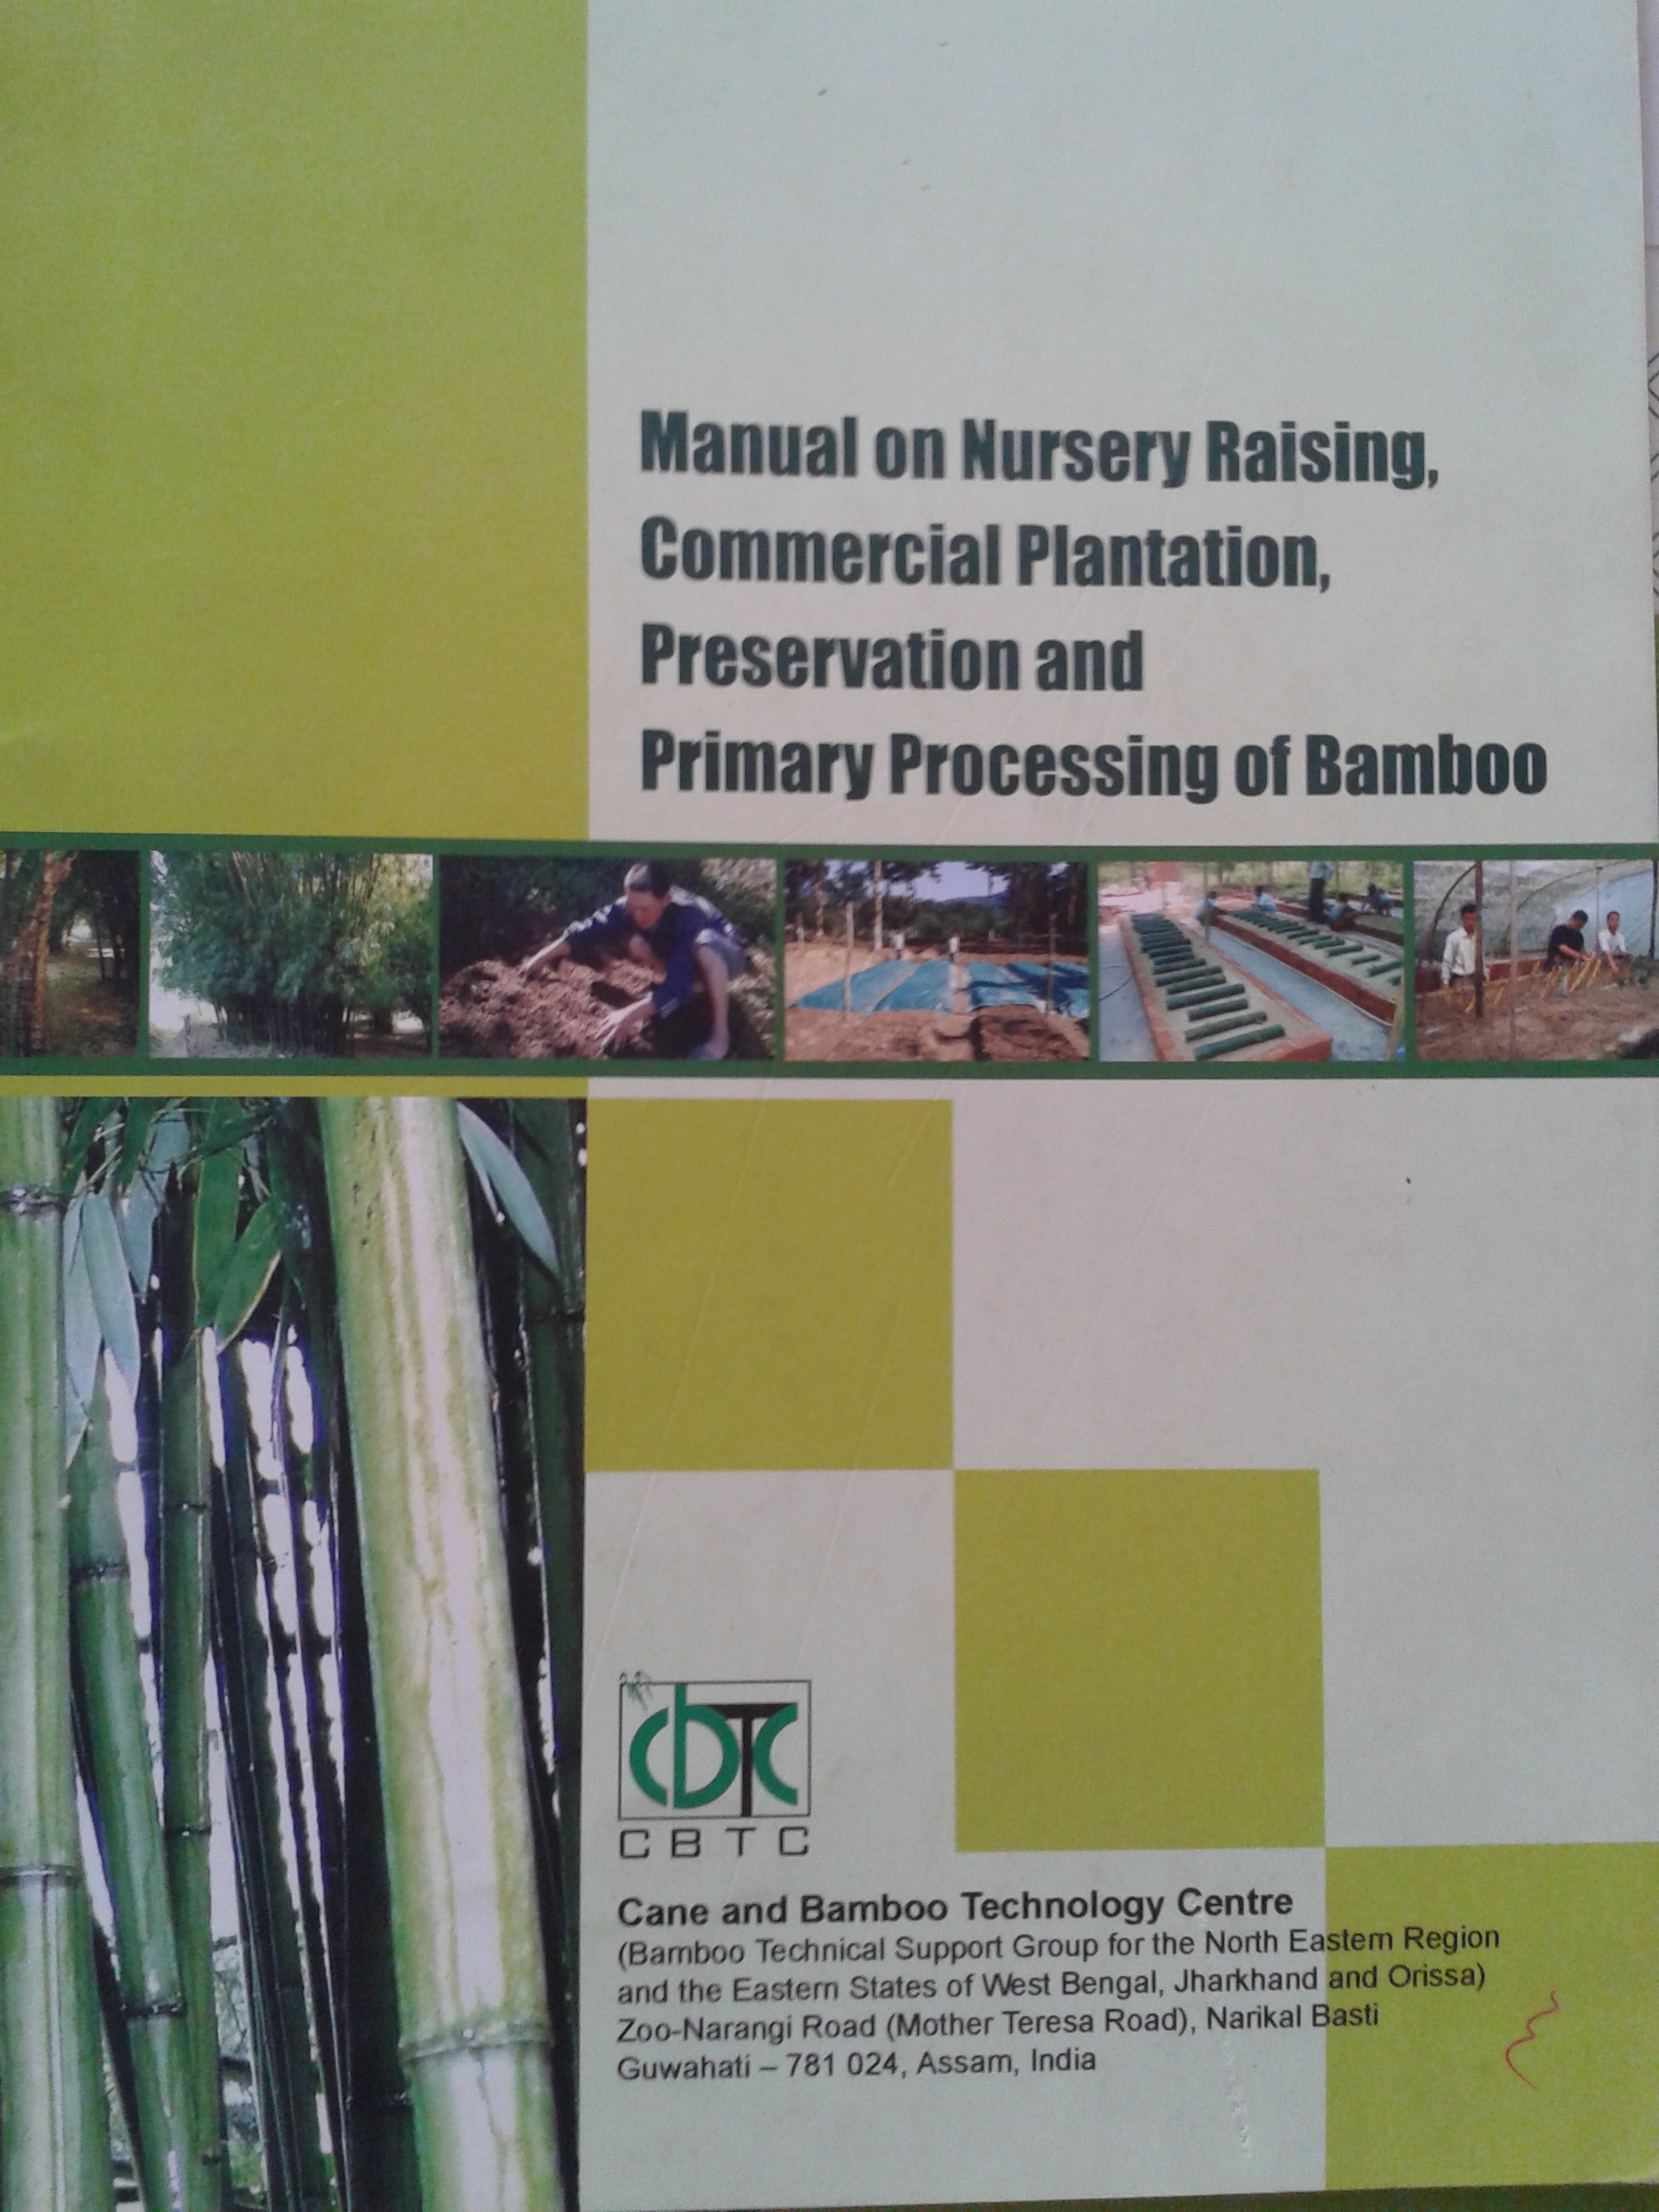 Manual on Nursery Raising,
Commercial Plantation,
Preservation and
Primary Processing of Bamboo
cbTc
CBTC
Cane and Bamboo Technology Centre
(Bamboo Technical Support Group for the North Eastern Region
and the Eastern States of West Bengal, Jharkhand and Orissa)
Zoo-Narangi Road (Mother Teresa Road), Narikal Basti
Guwahati – 781 024, Assam, India